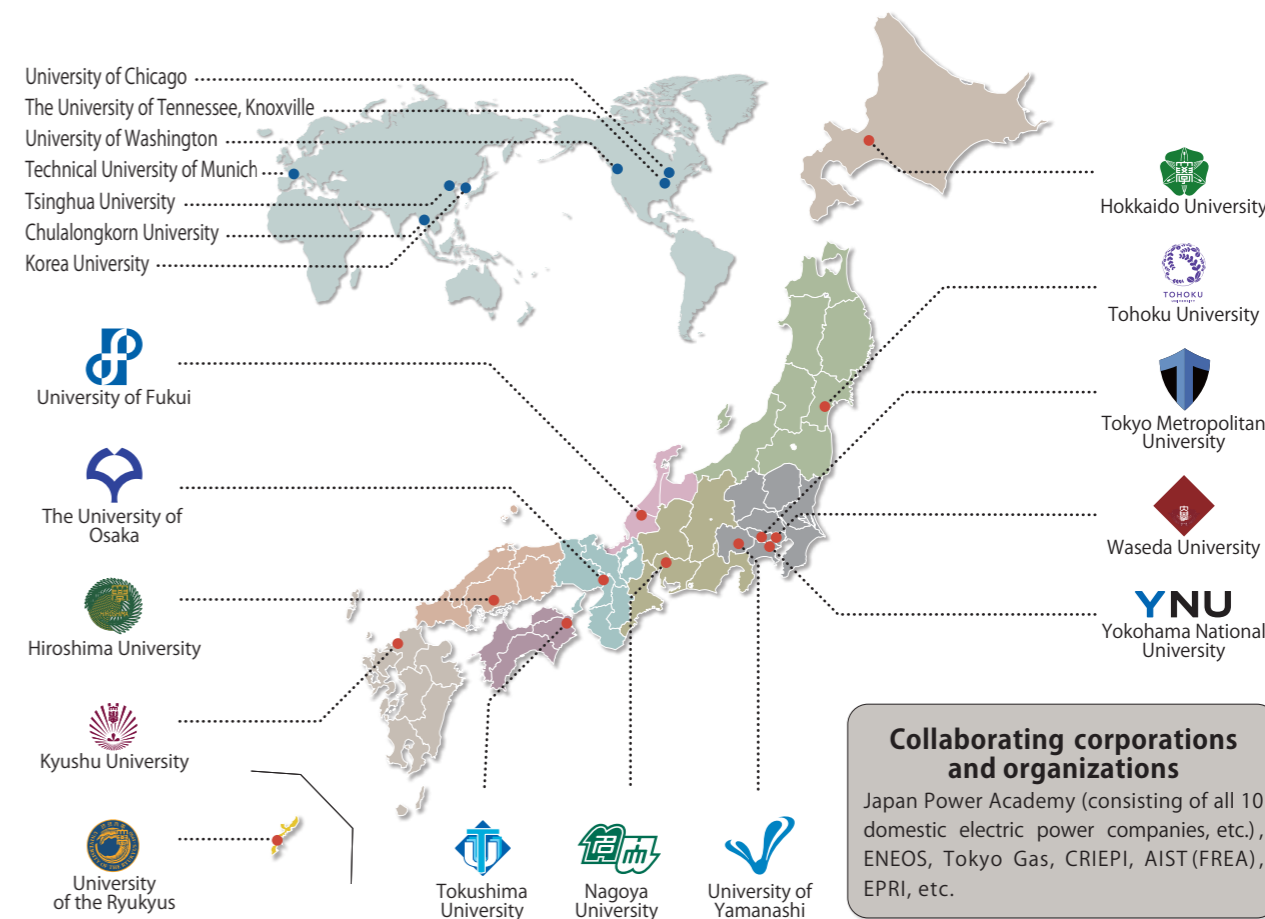 University of Chicago
The University of Tennessee, Knoxville
University of Washington
Technical University of Munich
Tsinghua University
Chulalongkorn University
Korea University
University of Fukui
The University of
Osaka
Hiroshima University
Kyushu University
University
of the Ryukyus
Tokushima
University
Nagoya
University
University of
Yamanashi
Hokkaido University
TOHOKU
Tohoku University
Tokyo Metropolitan
University
Waseda University
YNU
Yokohama National
University
Collaborating corporations
and organizations
Japan Power Academy (consisting of all 10
domestic electric power companies, etc.),
ENEOS, Tokyo Gas, CRIEPI, AIST (FREA),
EPRI, etc.